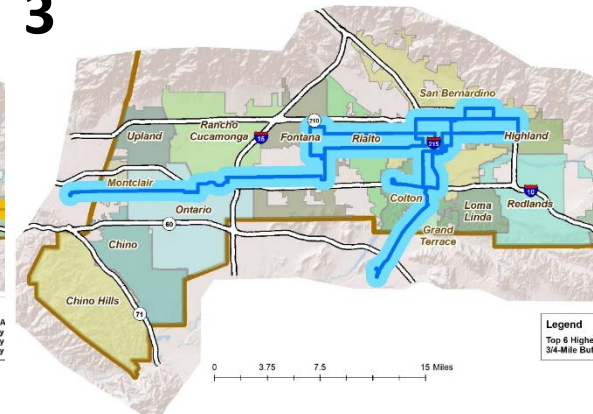 3
San Bernardino
210
Upland
Rancho
Cucamonga
15
Fontana
Rialto
215
Highland
Montclair
Ontario
Colton
Loma
Linda
10
Redlands
60
Grand
Terrace
Chino
Chino Hills
71
Legend
Top 6 Highe
3/4-Mile Buf
0 3.75 7.5 15 Miles